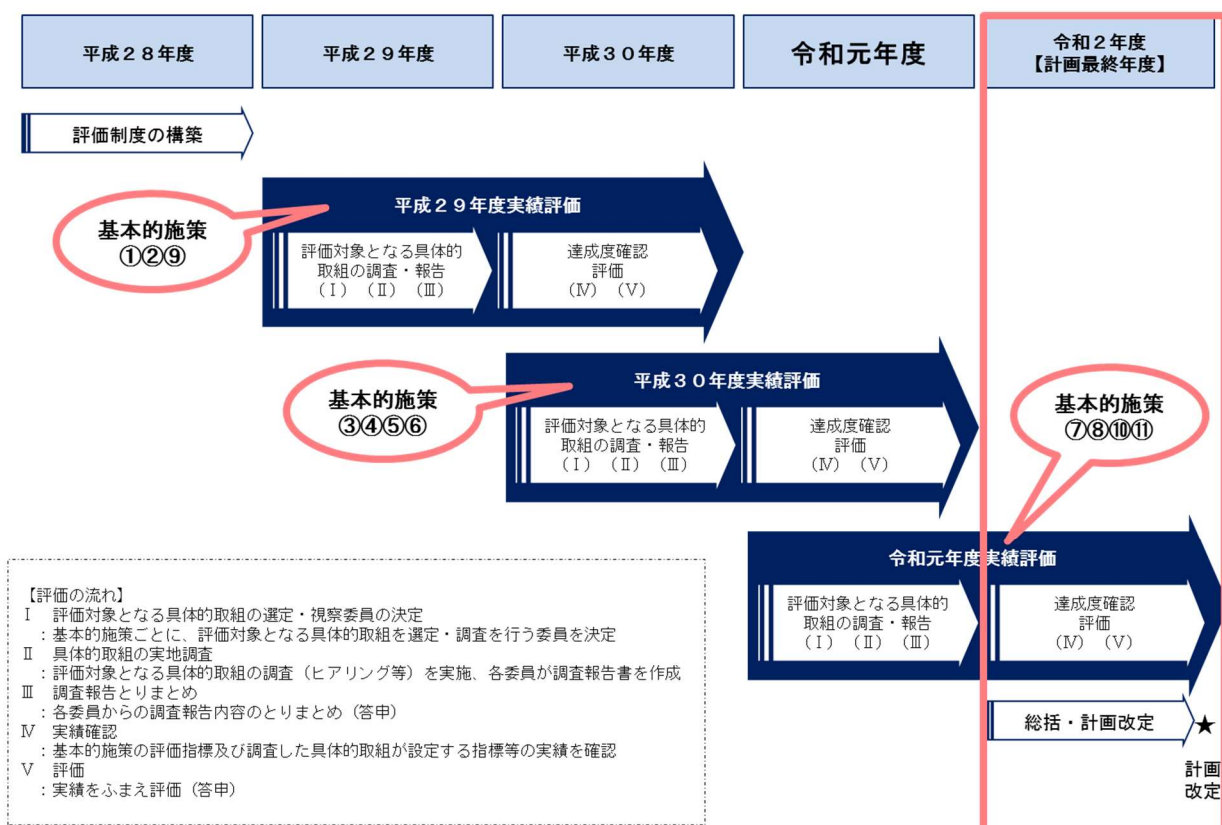 平成２８年度
平成２９年度
平成３０年度
令和元年度
令和２年度
【計画最終年度】
評価制度の構築
平成２９年度実績評価
基本的施策
①②⑨
評価対象となる具体的
取組の調査・報告
(Ⅰ) (Ⅱ) (Ⅲ)
達成度確認
評価
(Ⅳ) (Ⅴ)
平成３０年度実績評価
基本的施策
③④⑤⑥
評価対象となる具体的
取組の調査・報告
(Ⅰ) (Ⅱ) (Ⅲ)
達成度確認
評価
(Ⅳ) (Ⅴ)
基本的施策
⑦⑧⑩⑪
令和元年度実績評価
評価対象となる具体的
取組の調査・報告
(Ⅰ) (Ⅱ) (Ⅲ)
達成度確認
評価
(Ⅳ) (Ⅴ)
総括・計画改定
★
計画
改定
【評価の流れ】
Ⅰ 評価対象となる具体的取組の選定・視察委員の決定
：基本的施策ごとに、評価対象となる具体的取組を選定・調査を行う委員を決定
Ⅱ 具体的取組の実地調査
：評価対象となる具体的取組の調査（ヒアリング等）を実施、各委員が調査報告書を作成
Ⅲ 調査報告とりまとめ
：各委員からの調査報告内容のとりまとめ（答申）
Ⅳ 実績確認
：基本的施策の評価指標及び調査した具体的取組が設定する指標等の実績を確認
Ⅴ 評価
：実績をふまえ評価（答申）